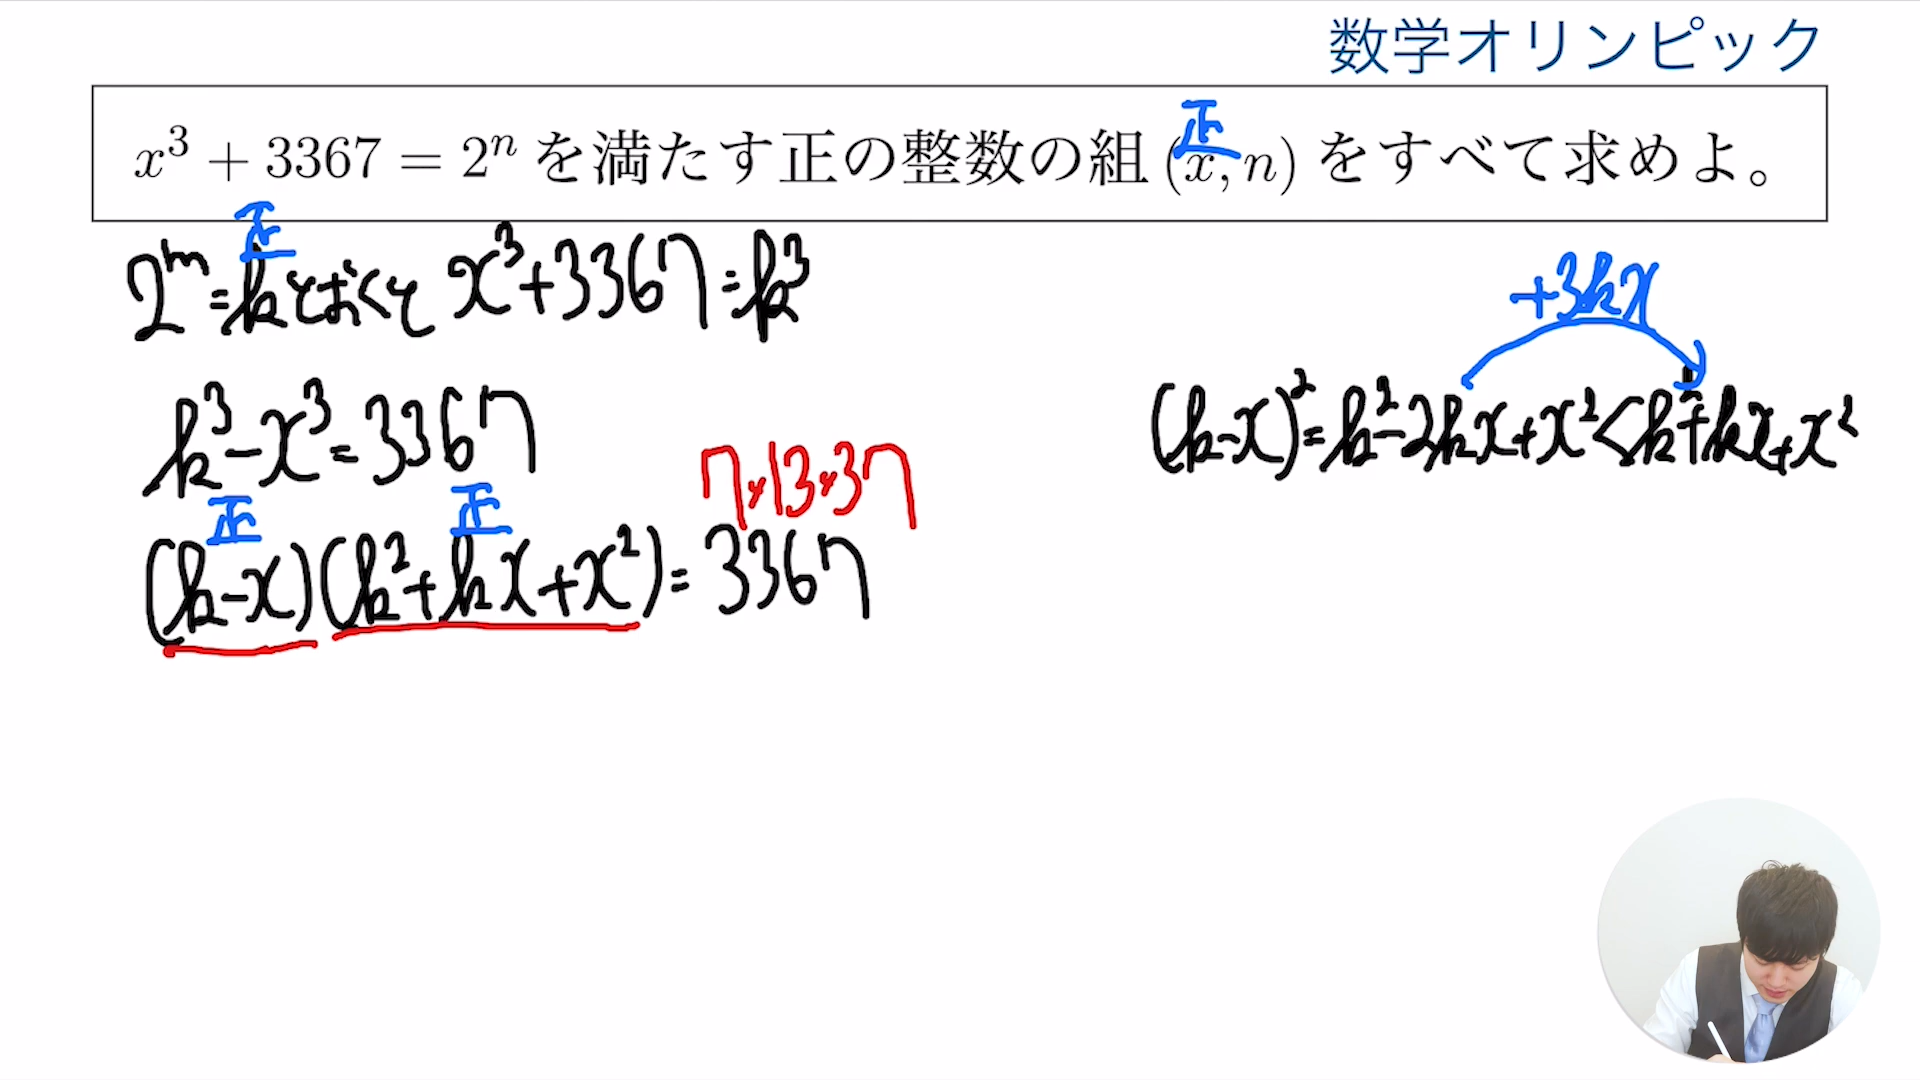 数学オリンピック
x³ + 3367 = 2ⁿ を満たす正の整数の組 (x, n) をすべて求めよ。
正
正
2ᵐ=kとおくと x³+3367=k³
+3kx
k³-x³=3367
(k-x)²=k²-2kx+x²<k²+kx+x²
正 正
7×13×37
(k-x)(k²+kx+x²)=3367